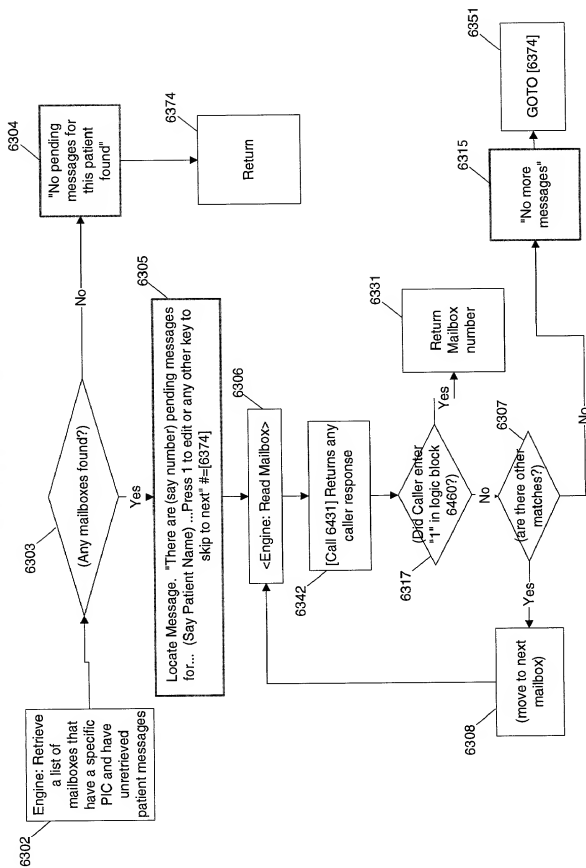 6302
Engine: Retrieve
a list of
mailboxes that
have a specific
PIC and have
unretrieved
patient messages
6303
(Any mailboxes found?)
No
6304
"No pending
messages for
this patient
found"
6374
Return
Yes
6305
Locate Message. "There are (say number) pending messages
for... (Say Patient Name) ...Press 1 to edit or any other key to
skip to next" #=[6374]
6306
<Engine: Read Mailbox>
6342
[Call 6431] Returns any
caller response
6317
(Did Caller enter
"1" in logic block
6460?)
Yes
6331
Return
Mailbox
number
No
6307
(are there other
matches?)
Yes
6308
(move to next
mailbox)
No
6315
"No more
messages"
6351
GOTO [6374]